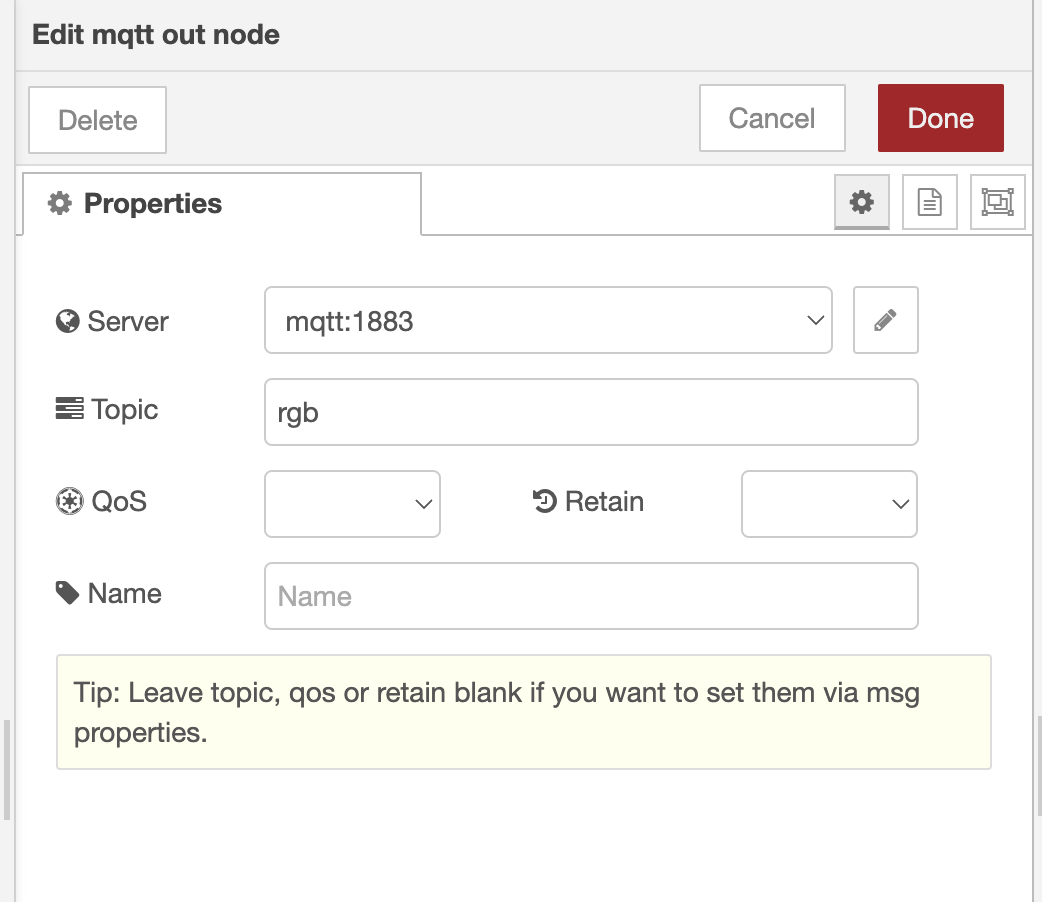 Edit mqtt out node
Delete
Cancel
Done
Properties
Server
mqtt:1883
Topic
rgb
QoS
Retain
Name
Name
Tip: Leave topic, qos or retain blank if you want to set them via msg
properties.